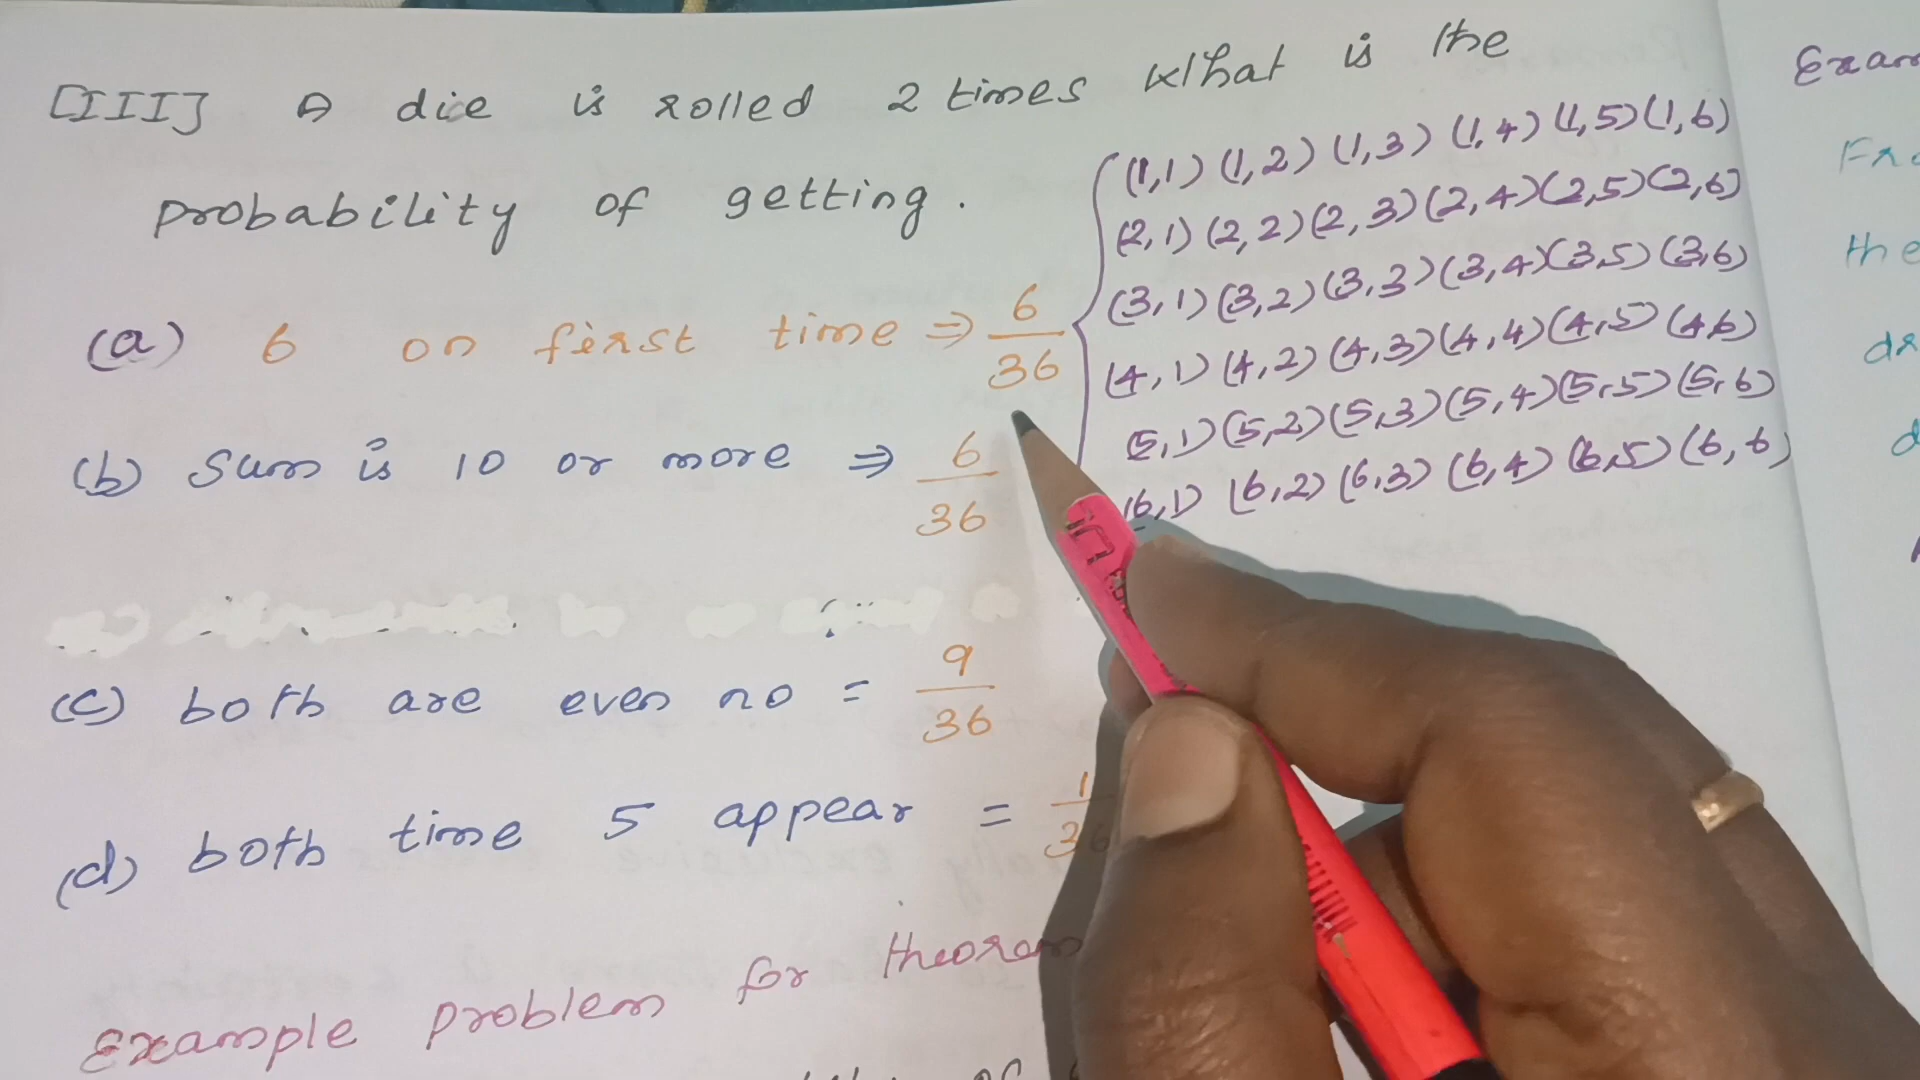 [III] A die is rolled 2 times What is the
probability of getting.
(a) 6 on first time ⇒ 6/36
(b) Sum is 10 or more ⇒ 6/36
(c) both are even no = 9/36
(d) both time 5 appear = 1/36
Example problem for theorem
(1,1) (1,2) (1,3) (1,4) (1,5) (1,6)
(2,1) (2,2) (2,3) (2,4) (2,5) (2,6)
(3,1) (3,2) (3,3) (3,4) (3,5) (3,6)
(4,1) (4,2) (4,3) (4,4) (4,5) (4,6)
(5,1) (5,2) (5,3) (5,4) (5,5) (5,6)
(6,1) (6,2) (6,3) (6,4) (6,5) (6,6)
Exam
the